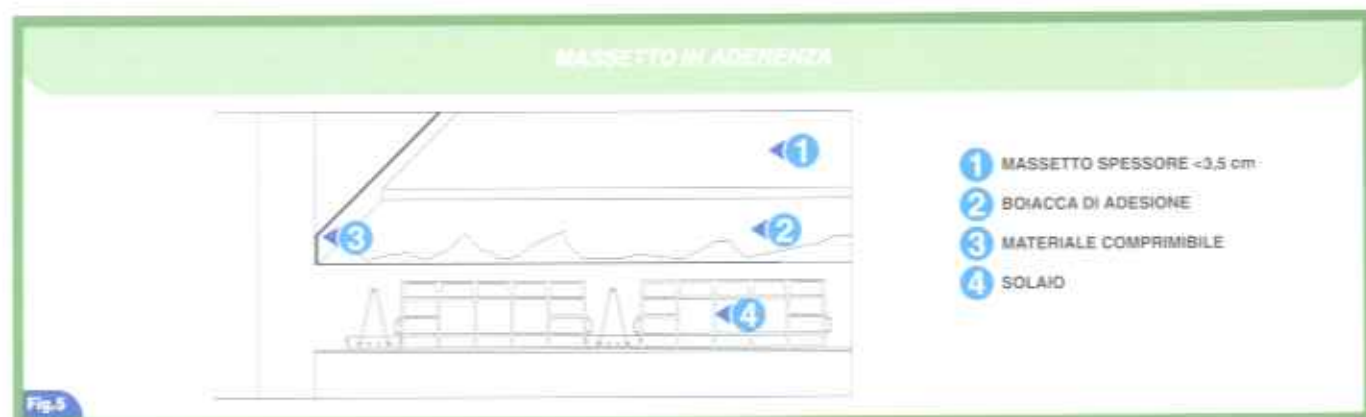 MASSETTO IN ADERENZA
1
2
3
4
1 MASSETTO SPESSORE <3,5 cm
2 BOIACCA DI ADESIONE
3 MATERIALE COMPRIMIBILE
4 SOLAIO
Fig.5